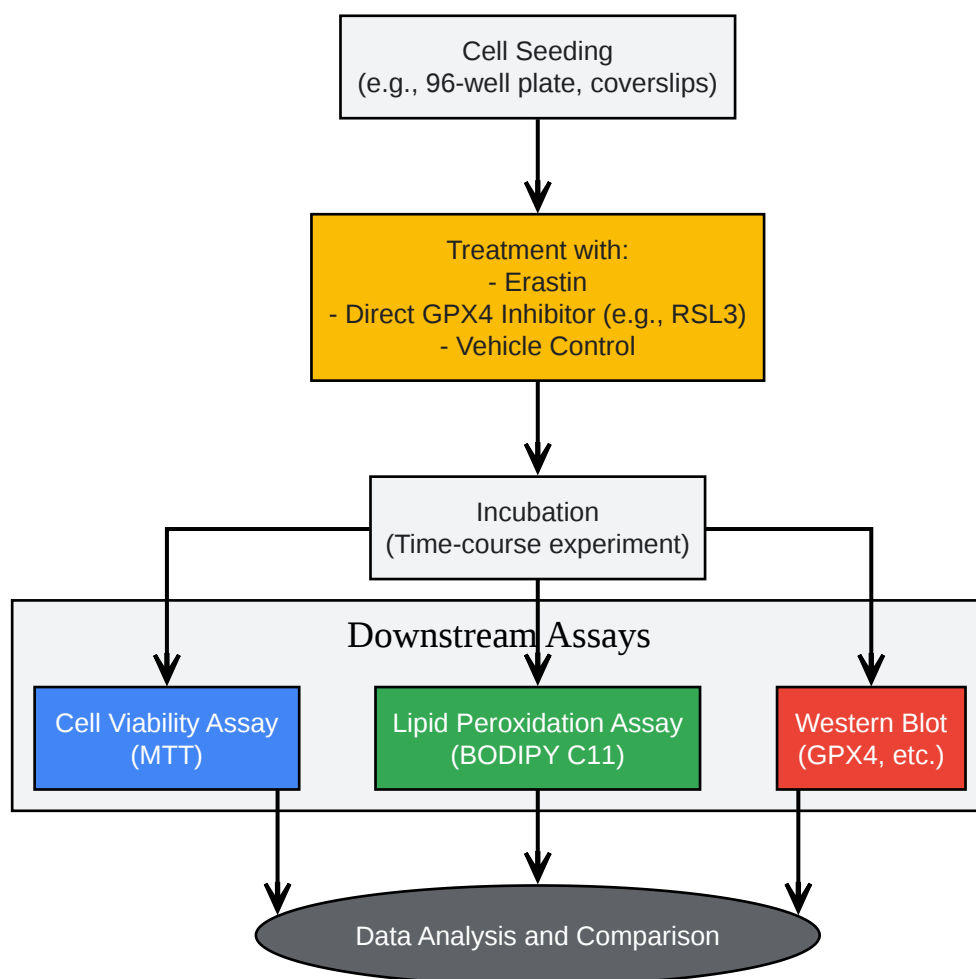 Cell Seeding
(e.g., 96-well plate, coverslips)
Treatment with:
- Erastin
- Direct GPX4 Inhibitor (e.g., RSL3)
- Vehicle Control
Incubation
(Time-course experiment)
Downstream Assays
Cell Viability Assay
(MTT)
Lipid Peroxidation Assay
(BODIPY C11)
Western Blot
(GPX4, etc.)
Data Analysis and Comparison